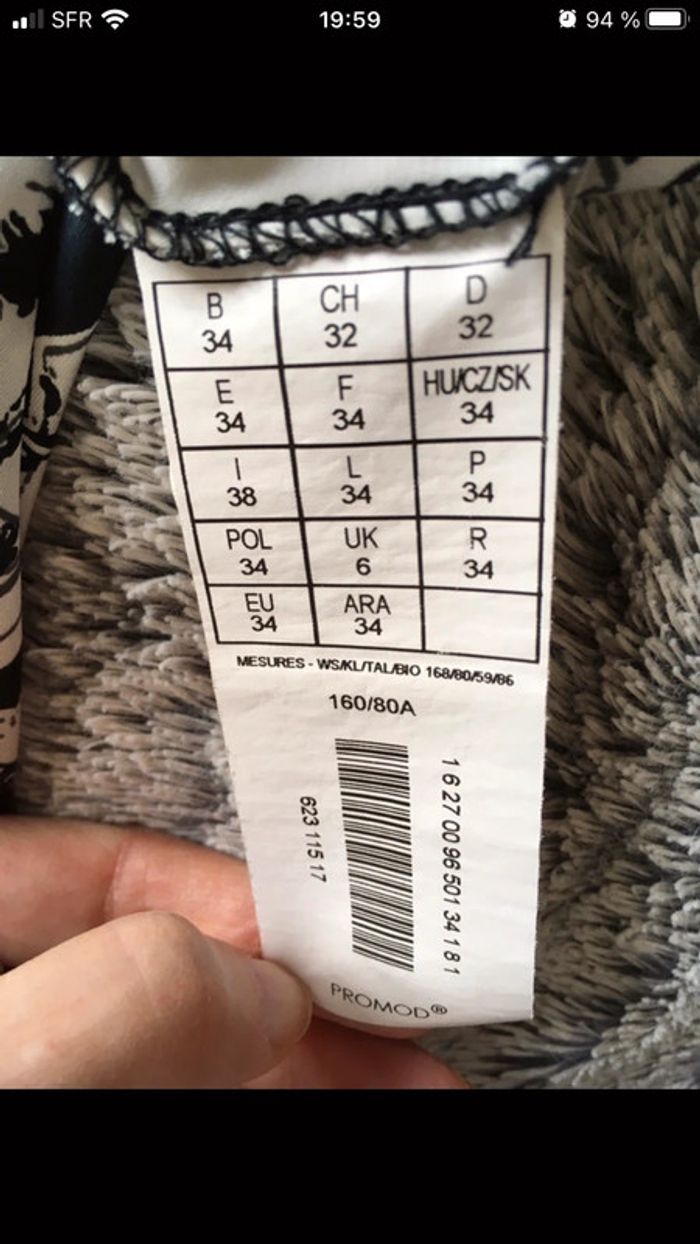 SFR 19:59 94 %
B CH D
34 32 32
E F HU/CZ/SK
34 34 34
I L P
38 34 34
POL UK R
34 6 34
EU ARA
34 34
MESURES - WS/KL/TAL/BIO 168/80/59/86
160/80A
623 115 17
1 6 27 00 96 501 34 1 8 1
PROMOD®